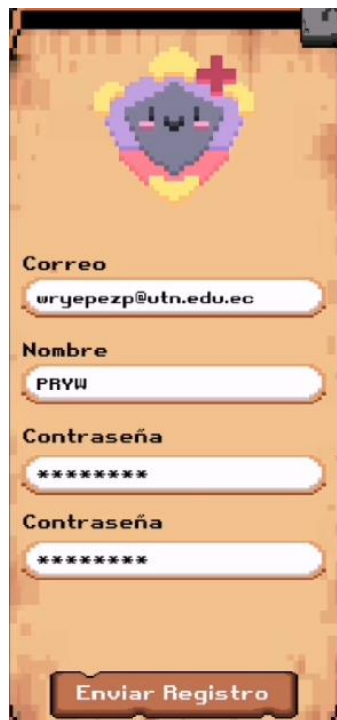 Correo
wryepezp@utn.edu.ec
Nombre
PRYW
Contraseña
********
Contraseña
********
Enviar Registro